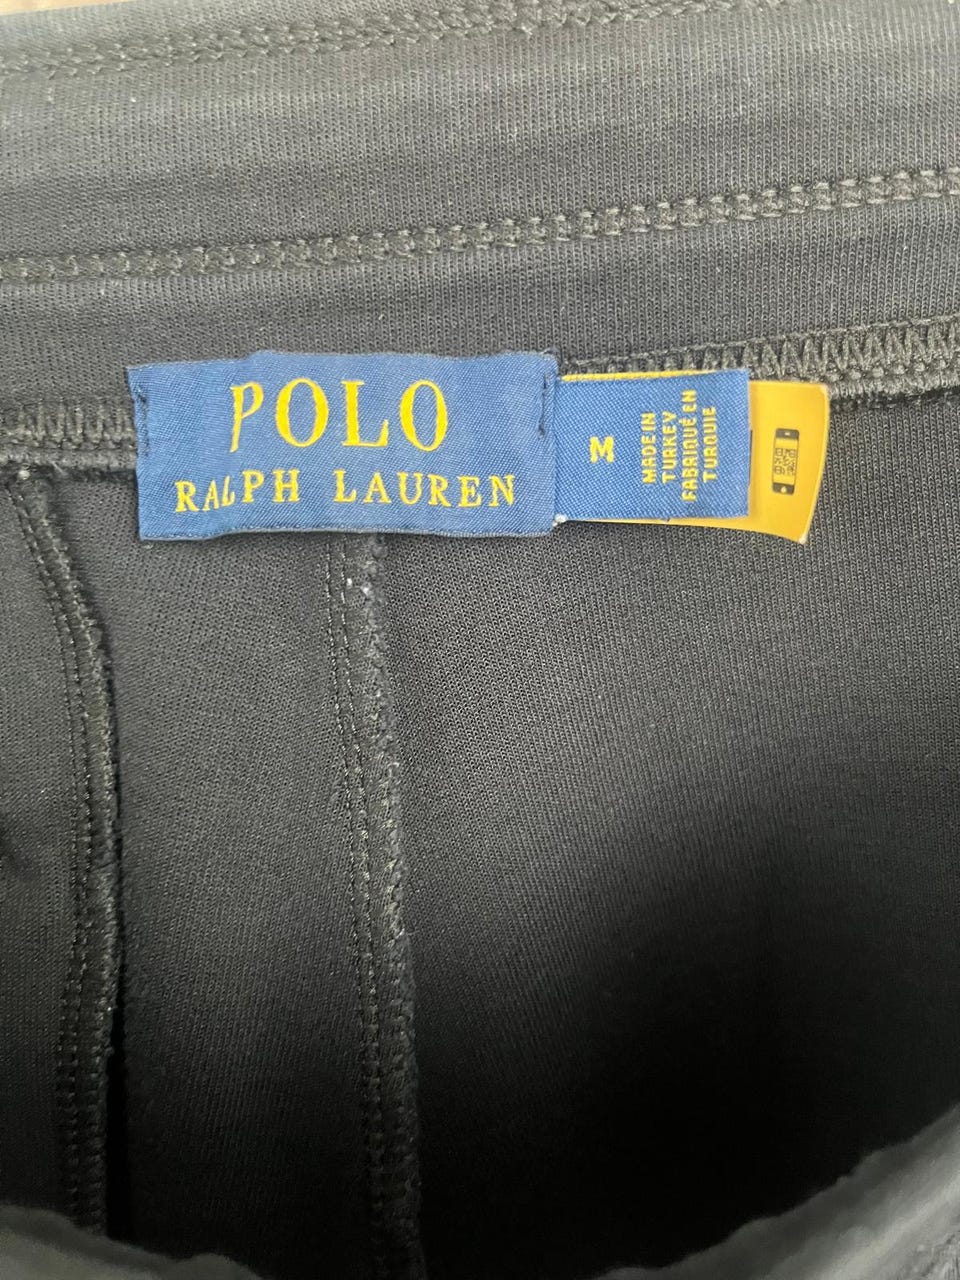 POLO
RALPH LAUREN
M
MADE IN
TURKEY
FABRIQUÉ EN
TURQUIE